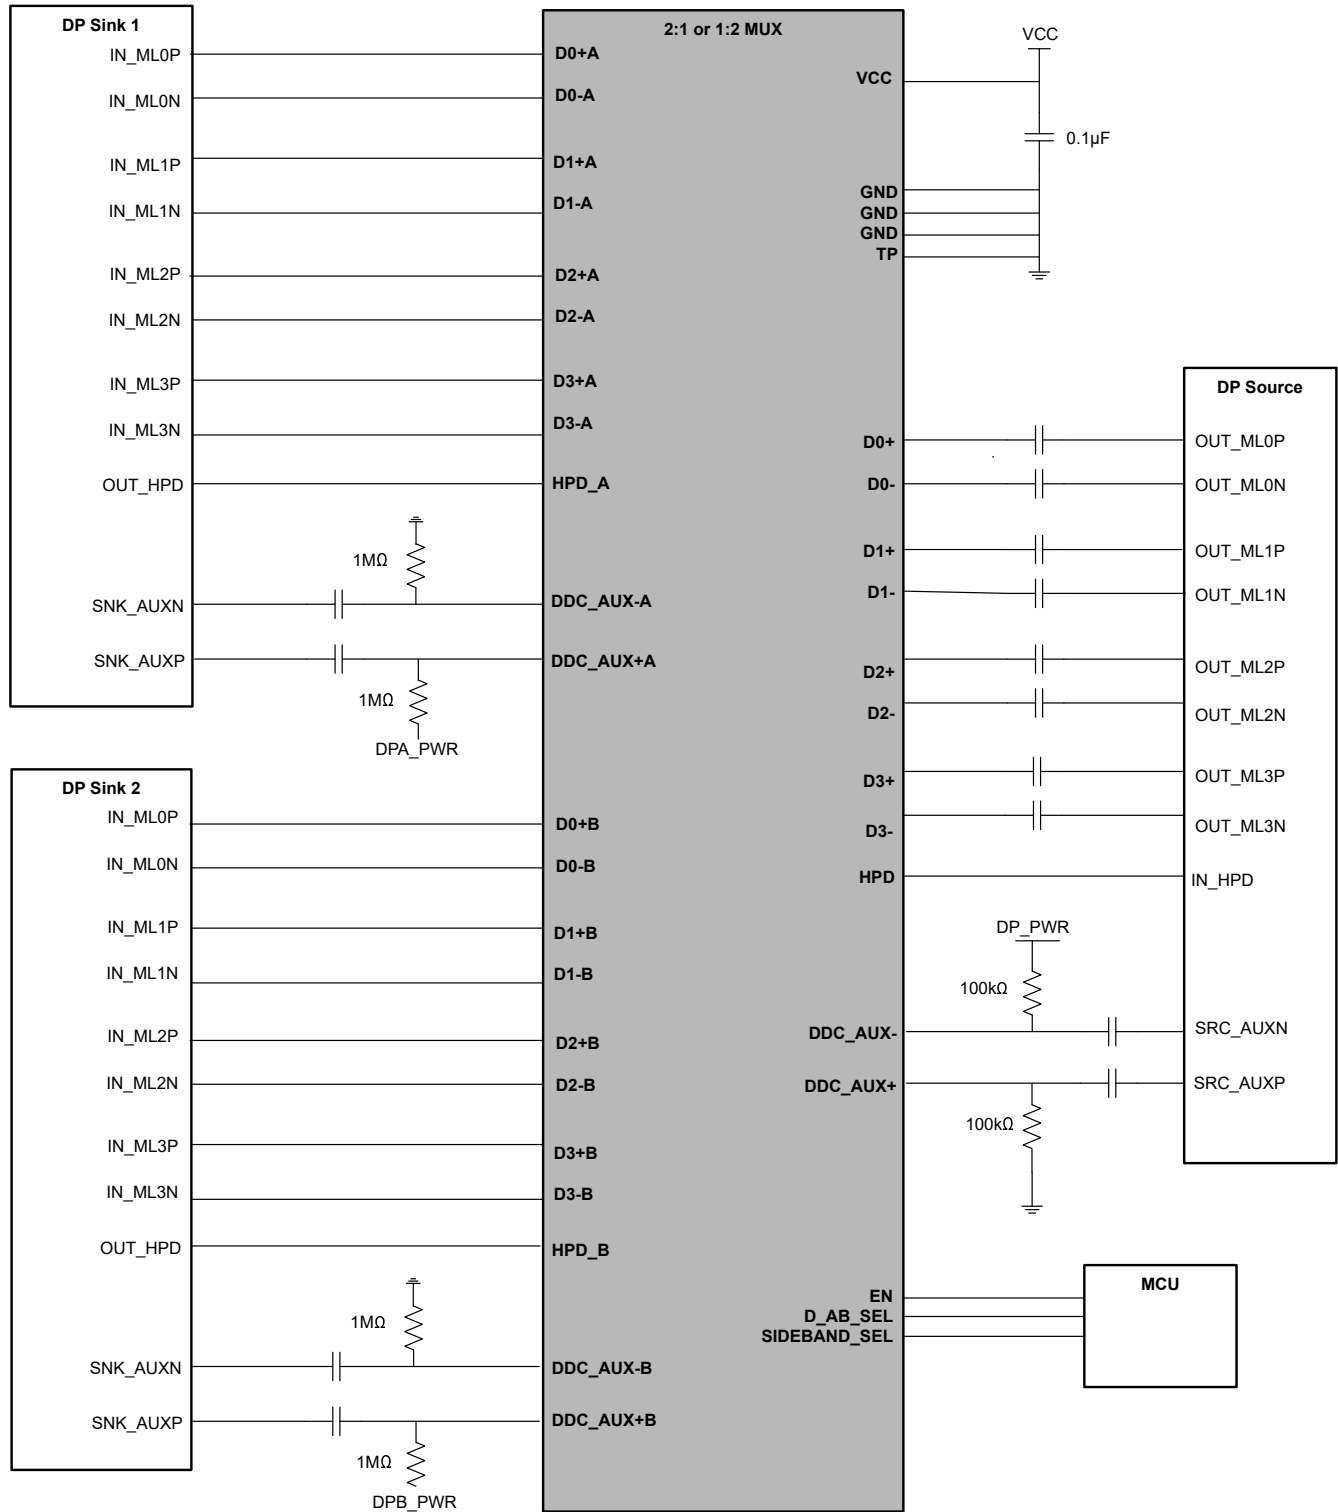 DP Sink 1
IN_ML0P
IN_ML0N
IN_ML1P
IN_ML1N
IN_ML2P
IN_ML2N
IN_ML3P
IN_ML3N
OUT_HPD
SNK_AUXN
SNK_AUXP
1MΩ
1MΩ
DPA_PWR
DP Sink 2
IN_ML0P
IN_ML0N
IN_ML1P
IN_ML1N
IN_ML2P
IN_ML2N
IN_ML3P
IN_ML3N
OUT_HPD
SNK_AUXN
SNK_AUXP
1MΩ
1MΩ
DPB_PWR
2:1 or 1:2 MUX
D0+A
D0-A
D1+A
D1-A
D2+A
D2-A
D3+A
D3-A
HPD_A
DDC_AUX-A
DDC_AUX+A
D0+B
D0-B
D1+B
D1-B
D2+B
D2-B
D3+B
D3-B
HPD_B
DDC_AUX-B
DDC_AUX+B
VCC
GND
GND
GND
TP
D0+
D0-
D1+
D1-
D2+
D2-
D3+
D3-
HPD
DDC_AUX-
DDC_AUX+
EN
D_AB_SEL
SIDEBAND_SEL
VCC
0.1µF
DP_PWR
100kΩ
100kΩ
DP Source
OUT_ML0P
OUT_ML0N
OUT_ML1P
OUT_ML1N
OUT_ML2P
OUT_ML2N
OUT_ML3P
OUT_ML3N
IN_HPD
SRC_AUXN
SRC_AUXP
MCU